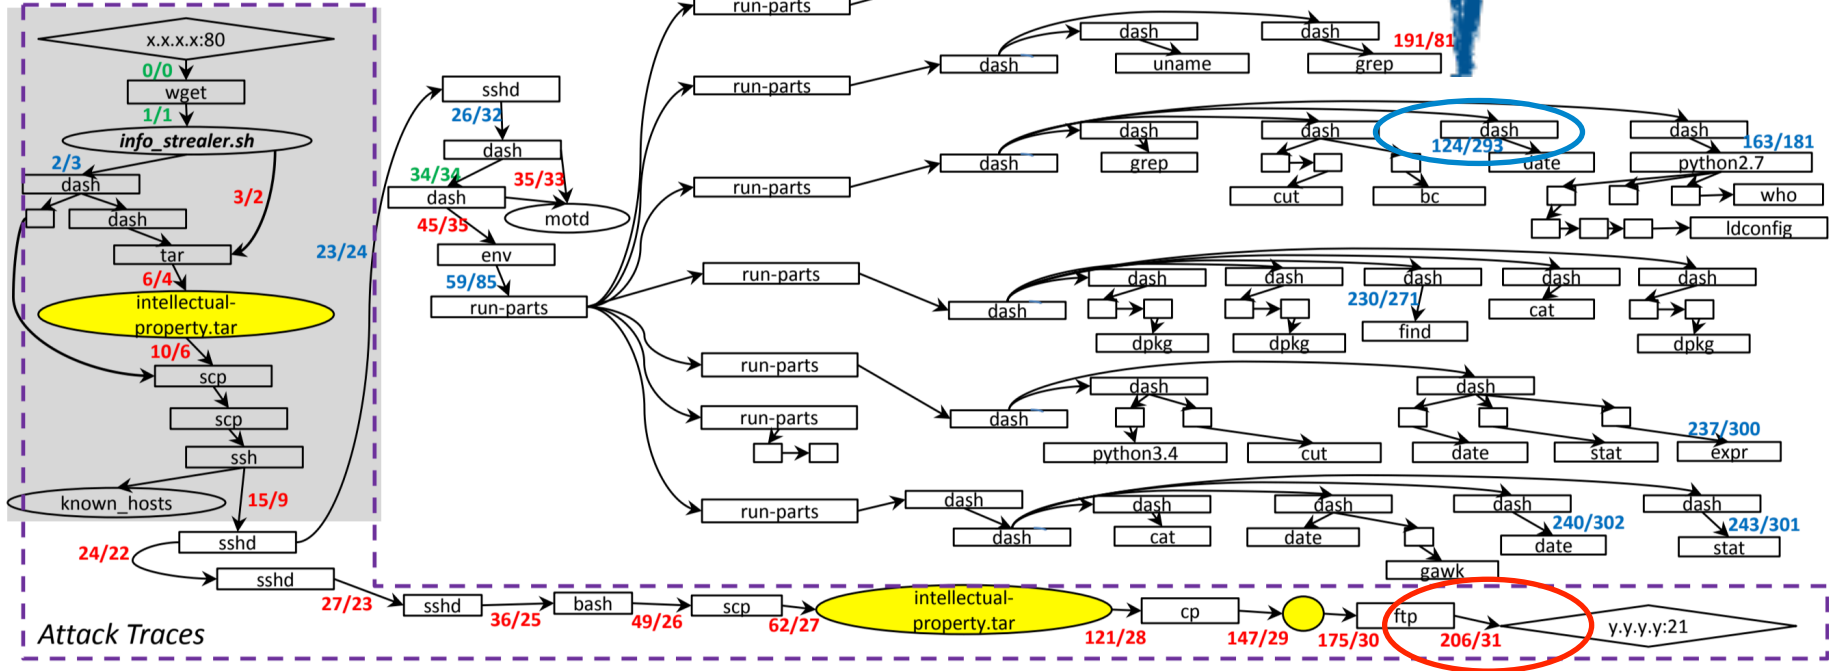 x.x.x.x:80
0/0
wget
1/1
info_strealer.sh
2/3
dash
3/2
dash
tar
6/4
intellectual-
property.tar
10/6
scp
scp
ssh
known_hosts
15/9
sshd
24/22
sshd
27/23
23/24
sshd
26/32
dash
34/34
35/33
dash
motd
45/35
env
59/85
run-parts
run-parts
run-parts
dash
dash
uname
dash
191/81
grep
run-parts
dash
dash
grep
dash
cut
bc
dash
124/293
date
dash
163/181
python2.7
who
ldconfig
run-parts
dash
dash
dpkg
dash
dpkg
dash
230/271
find
dash
cat
dash
dpkg
run-parts
dash
dash
python3.4
cut
dash
date
stat
237/300
expr
run-parts
run-parts
dash
dash
dash
cat
dash
date
gawk
dash
240/302
date
dash
243/301
stat
sshd
36/25
bash
49/26
scp
62/27
intellectual-
property.tar
121/28
cp
147/29
175/30
ftp
206/31
y.y.y.y:21
Attack Traces